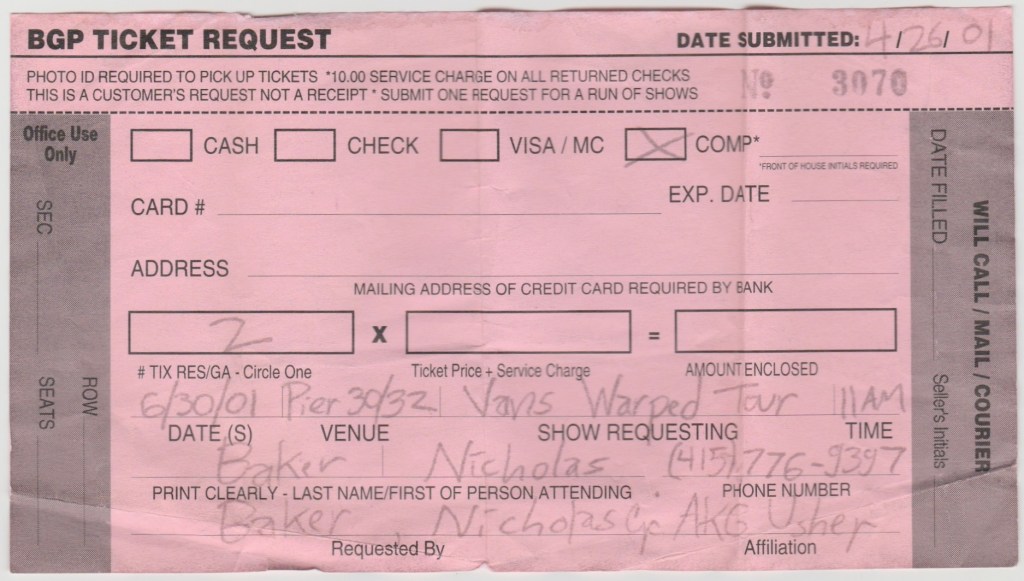 BGP TICKET REQUEST DATE SUBMITTED: 4/26/01
PHOTO ID REQUIRED TO PICK UP TICKETS *10.00 SERVICE CHARGE ON ALL RETURNED CHECKS
THIS IS A CUSTOMER'S REQUEST NOT A RECEIPT * SUBMIT ONE REQUEST FOR A RUN OF SHOWS
No 3070
Office Use
Only
SEC
ROW
SEATS
CASH CHECK VISA / MC COMP*
*FRONT OF HOUSE INITIALS REQUIRED
CARD # EXP. DATE
ADDRESS
MAILING ADDRESS OF CREDIT CARD REQUIRED BY BANK
2 X =
# TIX RES/GA - Circle One Ticket Price + Service Charge AMOUNT ENCLOSED
6/30/01 Pier 30/32 Vans Warped Tour 11AM
DATE (S) VENUE SHOW REQUESTING TIME
Baker Nicholas (415) 776-9397
PRINT CLEARLY - LAST NAME/FIRST OF PERSON ATTENDING PHONE NUMBER
Baker, Nicholas Usher
Requested By Affiliation
DATE FILLED
Seller's Initials
WILL CALL / MAIL / COURIER